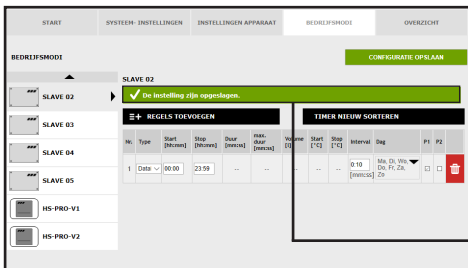 START SYSTEEM- INSTELLINGEN INSTELLINGEN APPARAAT BEDRIJFSMODI OVERZICHT
BEDRIJFSMODI CONFIGURATIE OPSLAAN
SLAVE 02
SLAVE 02 De instelling zijn opgeslagen.
REGELS TOEVOEGEN TIMER NIEUW SORTEREN
SLAVE 03
Nr. Type Start [hh:mm] Stop [hh:mm] Duur [mm:ss] max. duur [mm:ss] Volume [l] Start [°C] Stop [°C] Interval Dag P1 P2
SLAVE 04
1 Data 00:00 23:59 -- -- -- -- -- 0:10 [mm:ss] Ma, Di, Wo, Do, Fr, Za, Zo
SLAVE 05
HS-PRO-V1
HS-PRO-V2